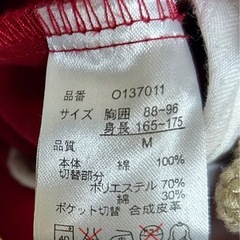 品番 O137011
サイズ 胸囲 88-96
身長 165-175
品質 M
本体 綿 100%
切替部分
ポリエステル 70%
綿 30%
ポケット切替 合成皮革